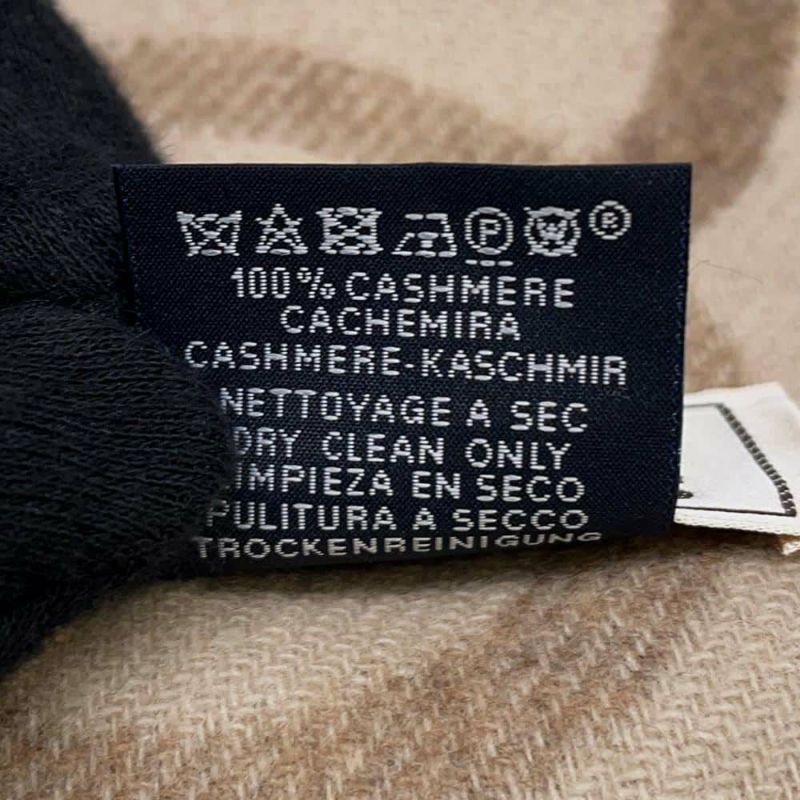 P W ®
100% CASHMERE
CACHEMIRA
CASHMERE-KASCHMIR
NETTOYAGE A SEC
DRY CLEAN ONLY
LIMPIEZA EN SECO
PULITURA A SECCO
TROCKENREINIGUNG